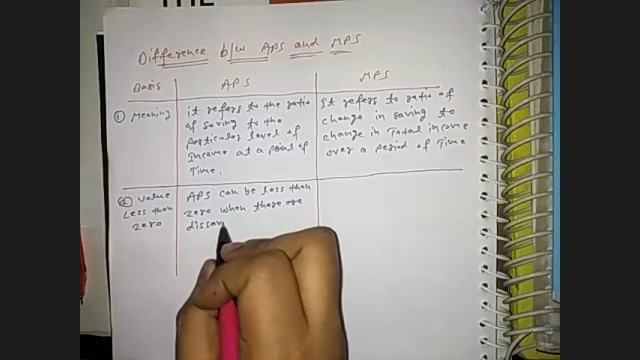 THE
Difference b/w APS and MPS
Basis
APS
MPS
① Meaning
it refers to the ratio
of saving to the
particular level of
Income at a point of
Time.
It refers to ratio of
change in saving to
change in Total income
over a period of Time
② Value
Less than
zero
APS can be less than
zero when there are
dissav